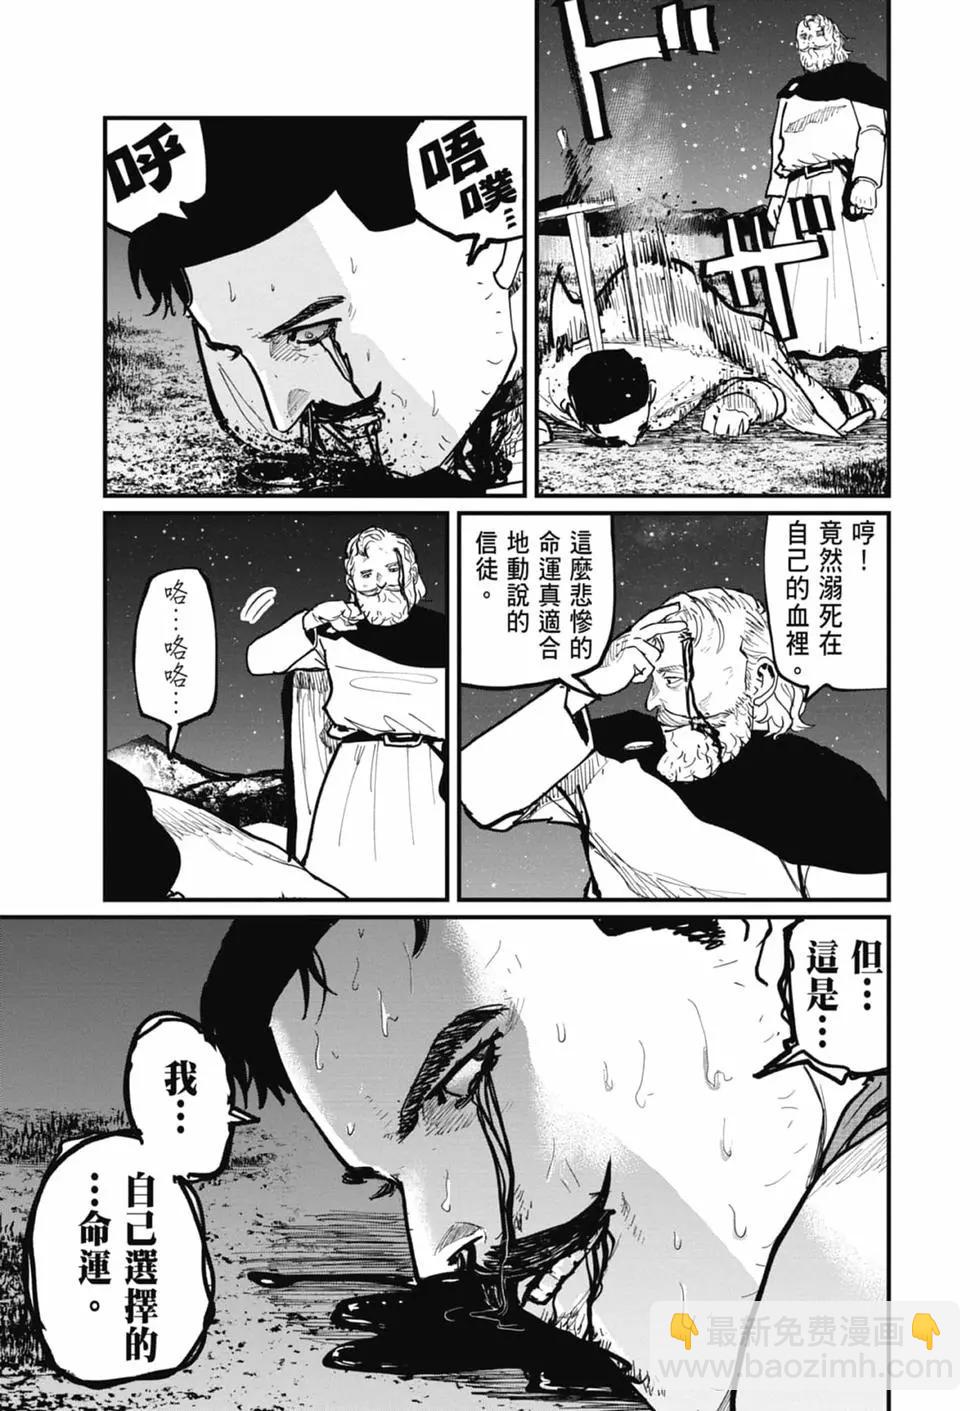 ドド
ザザ
唔
噗…
呼
哼！
竟然溺死在
自己的血裡。
這麼悲慘的
命運真適合
地動說的
信徒。
咯…咯咯…
但…
這是…
我…
自己選擇的
…命運。
最新免费漫画
www.baozimh.com